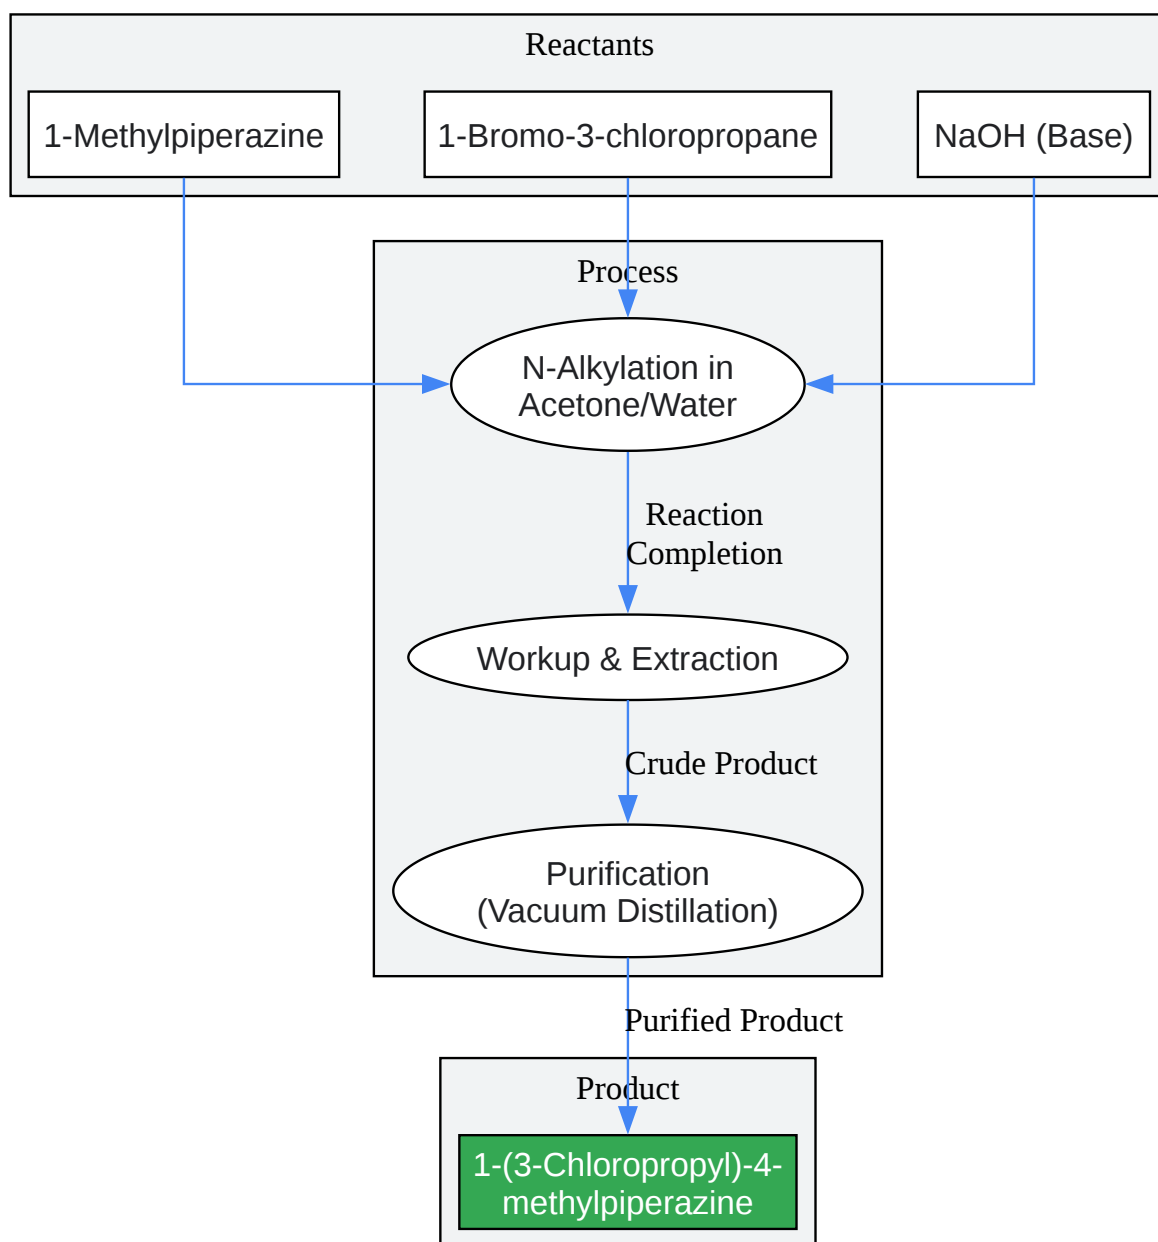 Reactants
1-Methylpiperazine
1-Bromo-3-chloropropane
NaOH (Base)
Process
N-Alkylation in
Acetone/Water
Reaction
Completion
Workup & Extraction
Crude Product
Purification
(Vacuum Distillation)
Purified Product
Product
1-(3-Chloropropyl)-4-
methylpiperazine